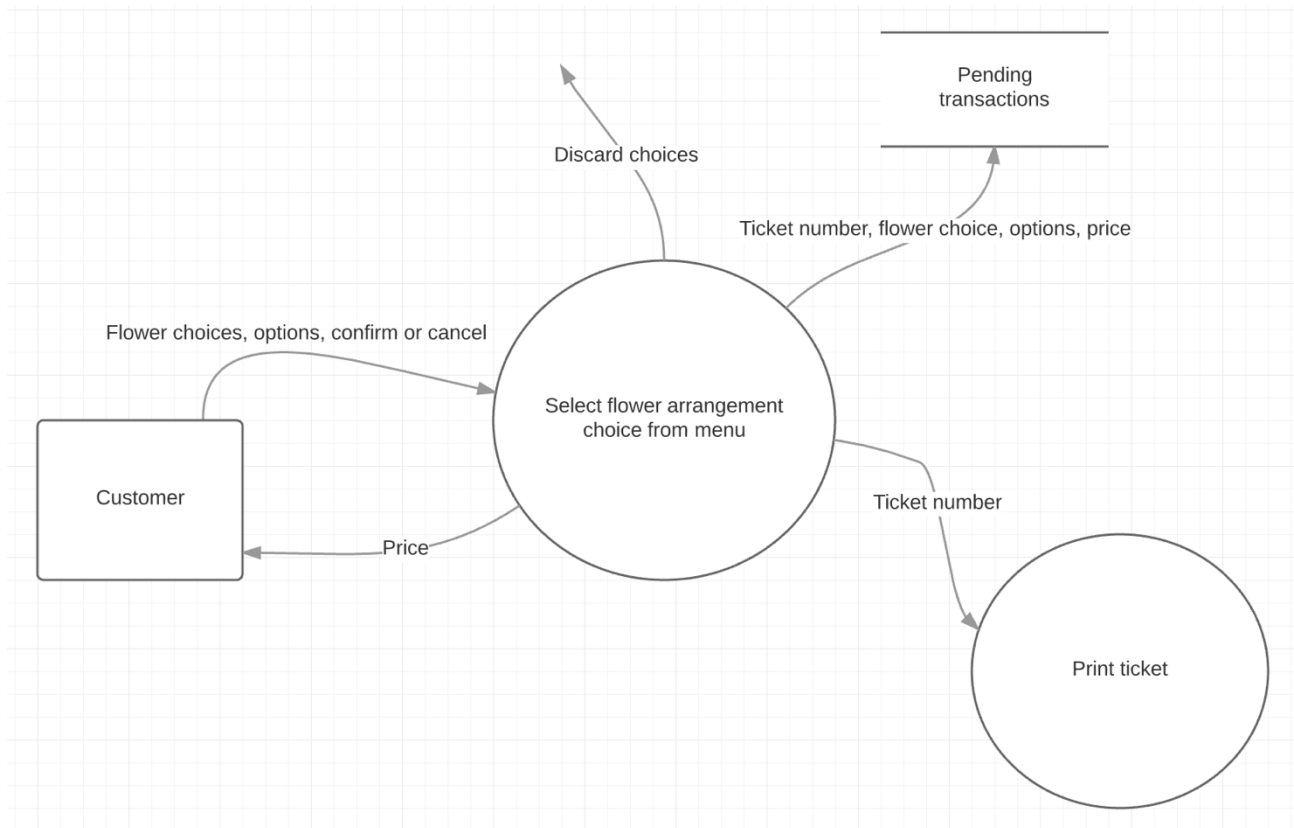 Pending
transactions
Discard choices
Ticket number, flower choice, options, price
Flower choices, options, confirm or cancel
Select flower arrangement
choice from menu
Customer
Ticket number
Price
Print ticket